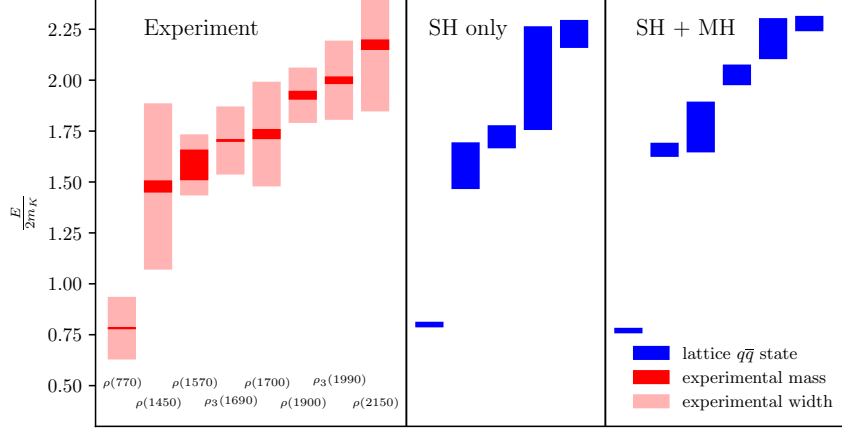 Experiment
SH only
SH + MH
2.25
2.00
1.75
1.50
1.25
1.00
0.75
0.50
E
2m_K
ρ(770)
ρ(1450)
ρ(1570)
ρ₃(1690)
ρ(1700)
ρ(1900)
ρ₃(1990)
ρ(2150)
lattice qq̅ state
experimental mass
experimental width